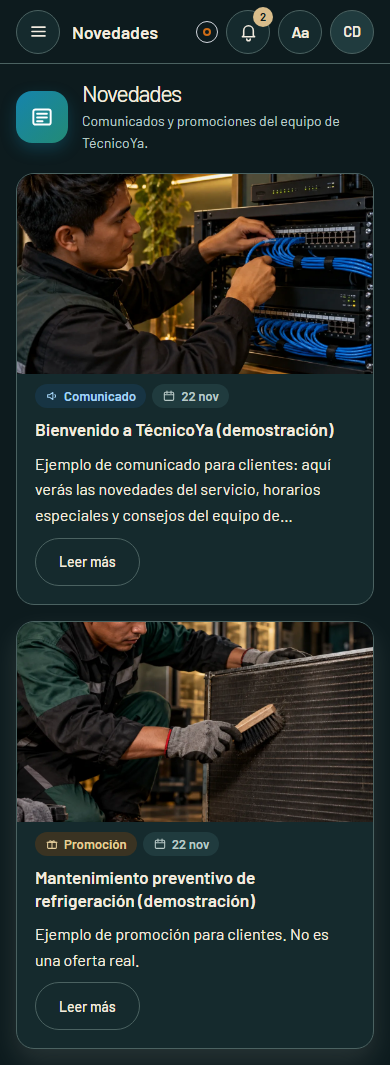 Novedades
2
Aa
CD
Novedades
Comunicados y promociones del equipo de
TécnicoYa.
Comunicado
22 nov
Bienvenido a TécnicoYa (demostración)
Ejemplo de comunicado para clientes: aquí
verás las novedades del servicio, horarios
especiales y consejos del equipo de...
Leer más
Promoción
22 nov
Mantenimiento preventivo de
refrigeración (demostración)
Ejemplo de promoción para clientes. No es
una oferta real.
Leer más